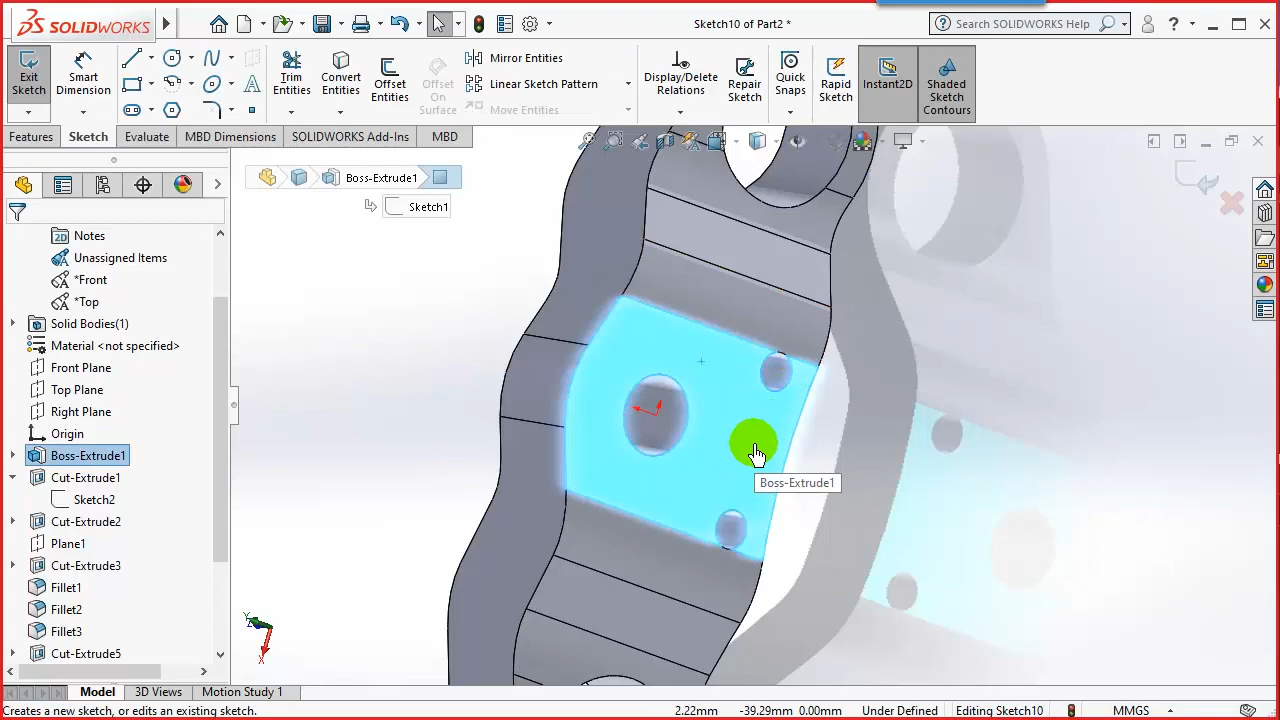 SOLIDWORKS
Sketch10 of Part2 *
Search SOLIDWORKS Help
?
Exit Sketch
Smart Dimension
Trim Entities
Convert Entities
Offset Entities
Offset On Surface
Mirror Entities
Linear Sketch Pattern
Move Entities
Display/Delete Relations
Repair Sketch
Quick Snaps
Rapid Sketch
Instant2D
Shaded Sketch Contours
Features
Sketch
Evaluate
MBD Dimensions
SOLIDWORKS Add-Ins
MBD
Boss-Extrude1
Sketch1
Notes
Unassigned Items
*Front
*Top
Solid Bodies(1)
Material <not specified>
Front Plane
Top Plane
Right Plane
Origin
Boss-Extrude1
Cut-Extrude1
Sketch2
Cut-Extrude2
Plane1
Cut-Extrude3
Fillet1
Fillet2
Fillet3
Cut-Extrude5
Boss-Extrude1
Y
Z
X
Model
3D Views
Motion Study 1
Creates a new sketch, or edits an existing sketch.
2.22mm
-39.29mm
0.00mm
Under Defined
Editing Sketch10
MMGS